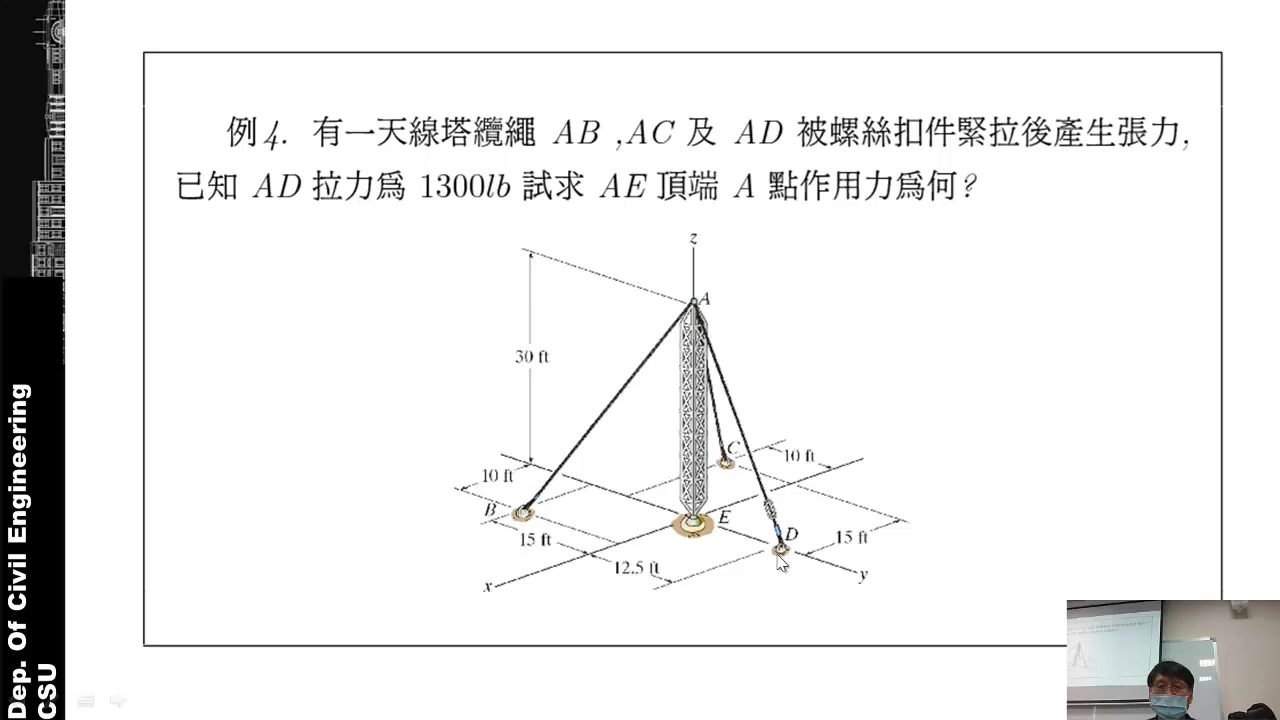 例4. 有一天線塔纜繩 AB ,AC 及 AD 被螺絲扣件緊拉後產生張力,
已知 AD 拉力為 1300lb 試求 AE 頂端 A 點作用力為何?
z
A
30 ft
C
10 ft
10 ft
B
E
D
15 ft
15 ft
12.5 ft
x
y
Dep. Of Civil Engineering
CSU